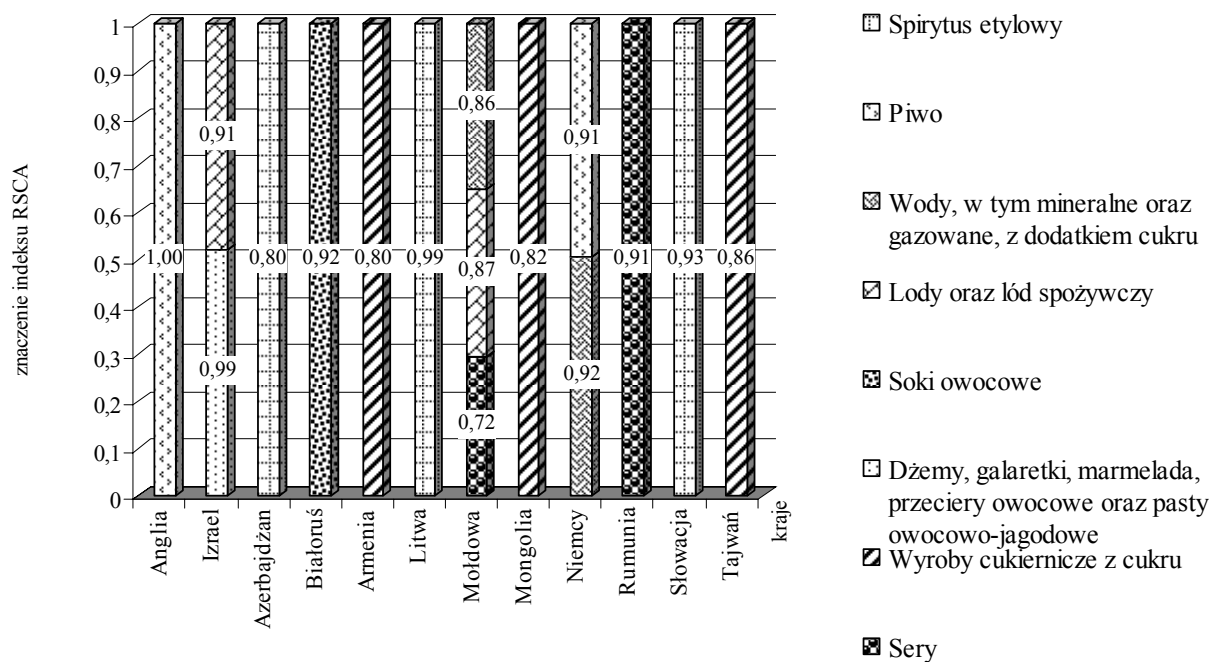 znaczenie indeksu RSCA
1
0,9
0,8
0,7
0,6
0,5
0,4
0,3
0,2
0,1
0
0,91
0,86
0,91
1,00
0,80
0,92
0,80
0,99
0,87
0,82
0,91
0,93
0,86
0,99
0,72
0,92
Anglia
Izrael
Azerbajdżan
Białoruś
Armenia
Litwa
Mołdowa
Mongolia
Niemcy
Rumunia
Słowacja
Tajwań
kraje
Spirytus etylowy
Piwo
Wody, w tym mineralne oraz
gazowane, z dodatkiem cukru
Lody oraz lód spożywczy
Soki owocowe
Dżemy, galaretki, marmelada,
przeciery owocowe oraz pasty
owocowo-jagodowe
Wyroby cukiernicze z cukru
Sery